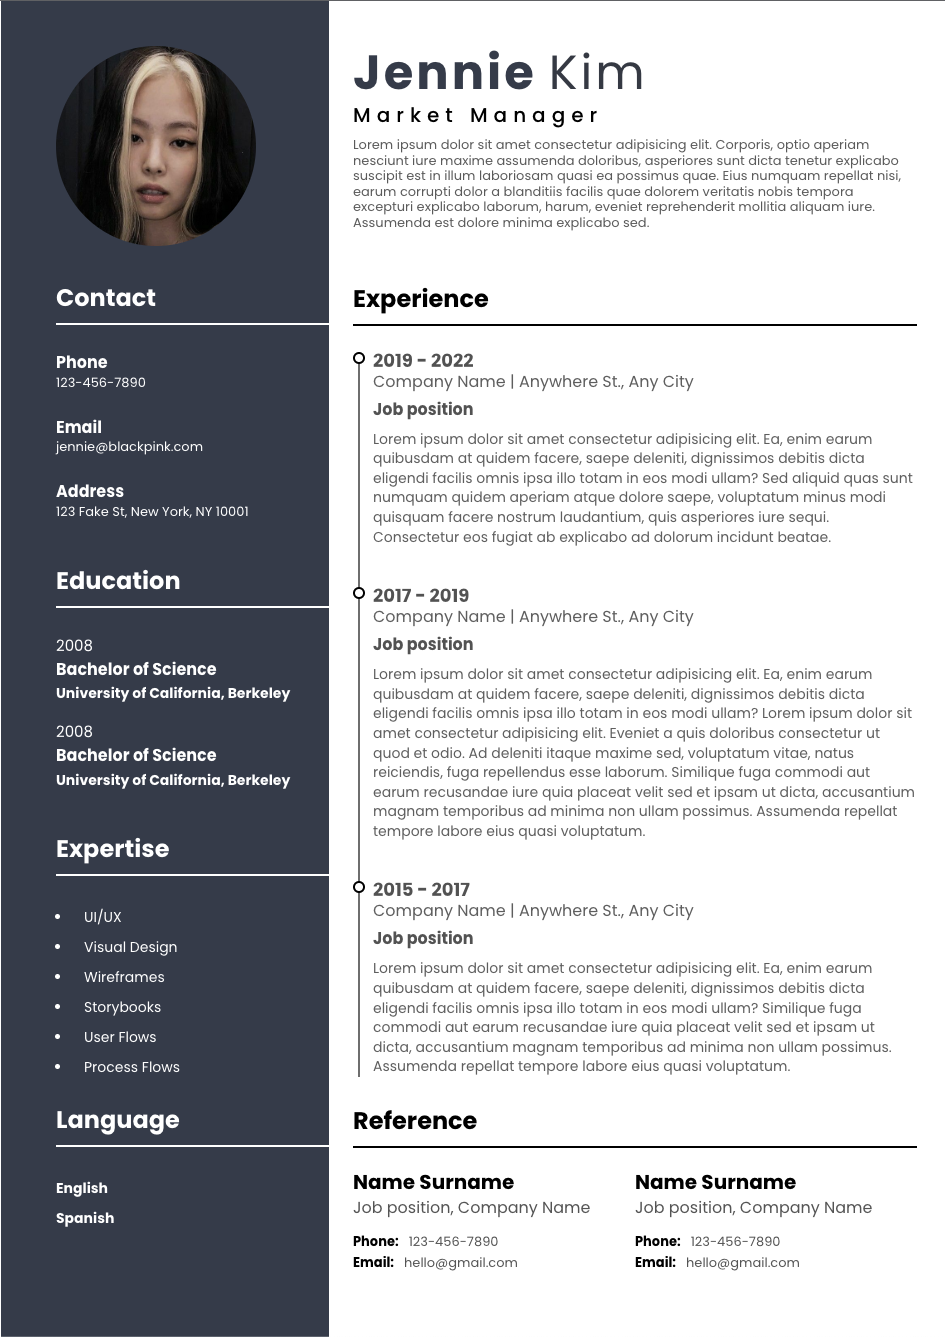 Jennie Kim
Market Manager
Lorem ipsum dolor sit amet consectetur adipisicing elit. Corporis, optio aperiam
nesciunt iure maxime assumenda doloribus, asperiores sunt dicta tenetur explicabo
suscipit est in illum laboriosam quasi ea possimus quae. Eius numquam repellat nisi,
earum corrupti dolor a blanditiis facilis quae dolorem veritatis nobis tempora
excepturi explicabo laborum, harum, eveniet reprehenderit mollitia aliquam iure.
Assumenda est dolore minima explicabo sed.
Contact
Phone
123-456-7890
Email
jennie@blackpink.com
Address
123 Fake St, New York, NY 10001
Education
2008
Bachelor of Science
University of California, Berkeley
2008
Bachelor of Science
University of California, Berkeley
Expertise
• UI/UX
• Visual Design
• Wireframes
• Storybooks
• User Flows
• Process Flows
Language
English
Spanish
Experience
2019 - 2022
Company Name | Anywhere St., Any City
Job position
Lorem ipsum dolor sit amet consectetur adipisicing elit. Ea, enim earum
quibusdam at quidem facere, saepe deleniti, dignissimos debitis dicta
eligendi facilis omnis ipsa illo totam in eos modi ullam? Sed aliquid quas sunt
numquam quidem aperiam atque dolore saepe, voluptatum minus modi
quisquam facere nostrum laudantium, quis asperiores iure sequi.
Consectetur eos fugiat ab explicabo ad dolorum incidunt beatae.
2017 - 2019
Company Name | Anywhere St., Any City
Job position
Lorem ipsum dolor sit amet consectetur adipisicing elit. Ea, enim earum
quibusdam at quidem facere, saepe deleniti, dignissimos debitis dicta
eligendi facilis omnis ipsa illo totam in eos modi ullam? Lorem ipsum dolor sit
amet consectetur adipisicing elit. Eveniet a quis doloribus consectetur ut
quod et odio. Ad deleniti itaque maxime sed, voluptatum vitae, natus
reiciendis, fuga repellendus esse laborum. Similique fuga commodi aut
earum recusandae iure quia placeat velit sed et ipsam ut dicta, accusantium
magnam temporibus ad minima non ullam possimus. Assumenda repellat
tempore labore eius quasi voluptatum.
2015 - 2017
Company Name | Anywhere St., Any City
Job position
Lorem ipsum dolor sit amet consectetur adipisicing elit. Ea, enim earum
quibusdam at quidem facere, saepe deleniti, dignissimos debitis dicta
eligendi facilis omnis ipsa illo totam in eos modi ullam? Similique fuga
commodi aut earum recusandae iure quia placeat velit sed et ipsam ut
dicta, accusantium magnam temporibus ad minima non ullam possimus.
Assumenda repellat tempore labore eius quasi voluptatum.
Reference
Name Surname
Job position, Company Name
Phone: 123-456-7890
Email: hello@gmail.com
Name Surname
Job position, Company Name
Phone: 123-456-7890
Email: hello@gmail.com